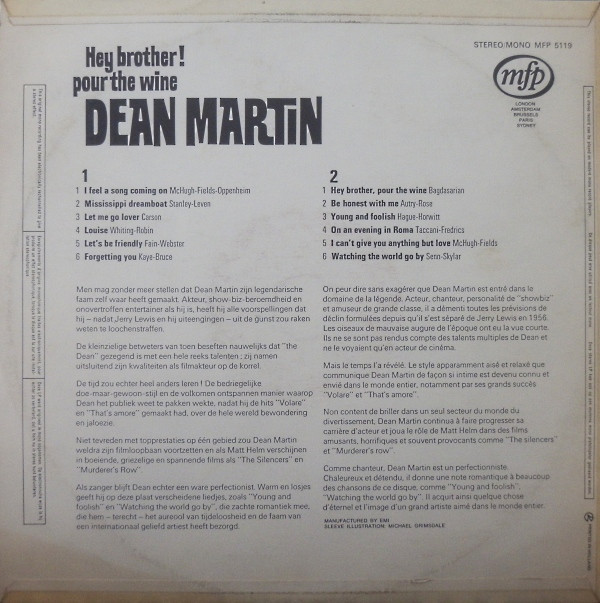 Hey brother!
pour the wine
DEAN MARTIN
STEREO/MONO MFP 5119
mfp
LONDON
AMSTERDAM
BRUSSELS
PARIS
SYDNEY
1
1 I feel a song coming on McHugh-Fields-Oppenheim
2 Mississippi dreamboat Stanley-Leven
3 Let me go lover Carson
4 Louise Whiting-Robin
5 Let's be friendly Fain-Webster
6 Forgetting you Kaye-Bruce
2
1 Hey brother, pour the wine Bagdasarian
2 Be honest with me Autry-Rose
3 Young and foolish Hague-Horwitt
4 On an evening in Roma Taccani-Fredrics
5 I can't give you anything but love McHugh-Fields
6 Watching the world go by Senn-Skylar
Men mag zonder meer stellen dat Dean Martin zijn legendarische
faam zelf waar heeft gemaakt. Akteur, show-biz-beroemdheid en
onovertroffen entertainer als hij is, heeft hij alle voorspellingen dat
hij – nadat Jerry Lewis en hij uiteengingen – uit de gunst zou raken
weten te loochenstraffen.
De kleinzielige betweters van toen beseften nauwelijks dat "the
Dean" gezegend is met een hele reeks talenten ; zij namen
uitsluitend zijn kwaliteiten als filmakteur op de korrel.
De tijd zou echter heel anders leren ! De bedriegelijke
doe-maar-gewoon-stijl en de volkomen ontspannen manier waarop
Dean het publiek weet te pakken wekte, nadat hij de hits "Volare"
en "That's amore" gemaakt had, over de hele wereld bewondering
en jaloezie.
Niet tevreden met topprestaties op één gebied zou Dean Martin
weldra zijn filmloopbaan voortzetten en als Matt Helm verschijnen
in boeiende, griezelige en spannende films als "The Silencers" en
"Murderer's Row".
Als zanger blijft Dean echter een ware perfectionist. Warm en losjes
geeft hij op deze plaat verscheidene liedjes, zoals "Young and
foolish" en "Watching the world go by", die zachte romantiek mee,
die hem – terecht – het aureool van tijdeloosheid en de faam van
een internationaal geliefd artiest heeft bezorgd.
On peut dire sans exagérer que Dean Martin est entré dans le
domaine de la légende. Acteur, chanteur, personalité de "showbiz"
et amuseur de grande classe, il a démenti toutes les prévisions de
déclin formulées depuis qu'il s'est séparé de Jerry Lewis en 1956.
Les oiseaux de mauvaise augure de l'époque ont eu la vue courte.
Ils ne se sont pas rendus compte des talents multiples de Dean et
ne le voyaient qu'en acteur de cinéma.
Mais le temps l'a révélé. Le style apparamment aisé et relaxé que
communique Dean Martin de façon si intime est devenu connu et
envié dans le monde entier, notamment par ses grands succès
"Volare" et "That's amore".
Non content de briller dans un seul secteur du monde du
divertissement, Dean Martin continue à faire progresser sa
carrière d'acteur et joua le rôle de Matt Helm dans des films
amusants, horrifiques et souvent provocants comme "The silencers"
et "Murderer's row".
Comme chanteur, Dean Martin est un perfectionniste.
Chaleureux et détendu, il donne une note romantique à beaucoup
des chansons de ce disque, comme "Young and foolish",
"Watching the world go by". Il acquit ainsi quelque chose
d'éternel et l'image d'un grand artiste aimé dans le monde entier.
MANUFACTURED BY EMI
SLEEVE ILLUSTRATION, MICHAEL GRIMSDALE